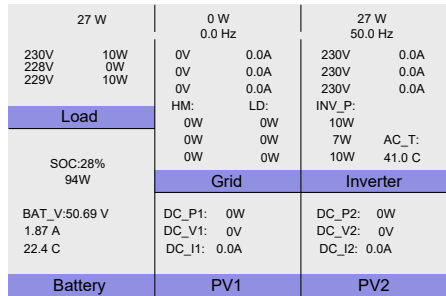 27 W
230V 10W
228V 0W
229V 10W
Load
SOC:28%
94W
BAT_V:50.69 V
1.87 A
22.4 C
Battery
0 W
0.0 Hz
0V 0.0A
0V 0.0A
0V 0.0A
HM: LD:
0W 0W
0W 0W
0W 0W
Grid
DC_P1: 0W
DC_V1: 0V
DC_I1: 0.0A
PV1
27 W
50.0 Hz
230V 0.0A
230V 0.0A
230V 0.0A
INV_P:
10W
7W AC_T:
10W 41.0 C
Inverter
DC_P2: 0W
DC_V2: 0V
DC_I2: 0.0A
PV2